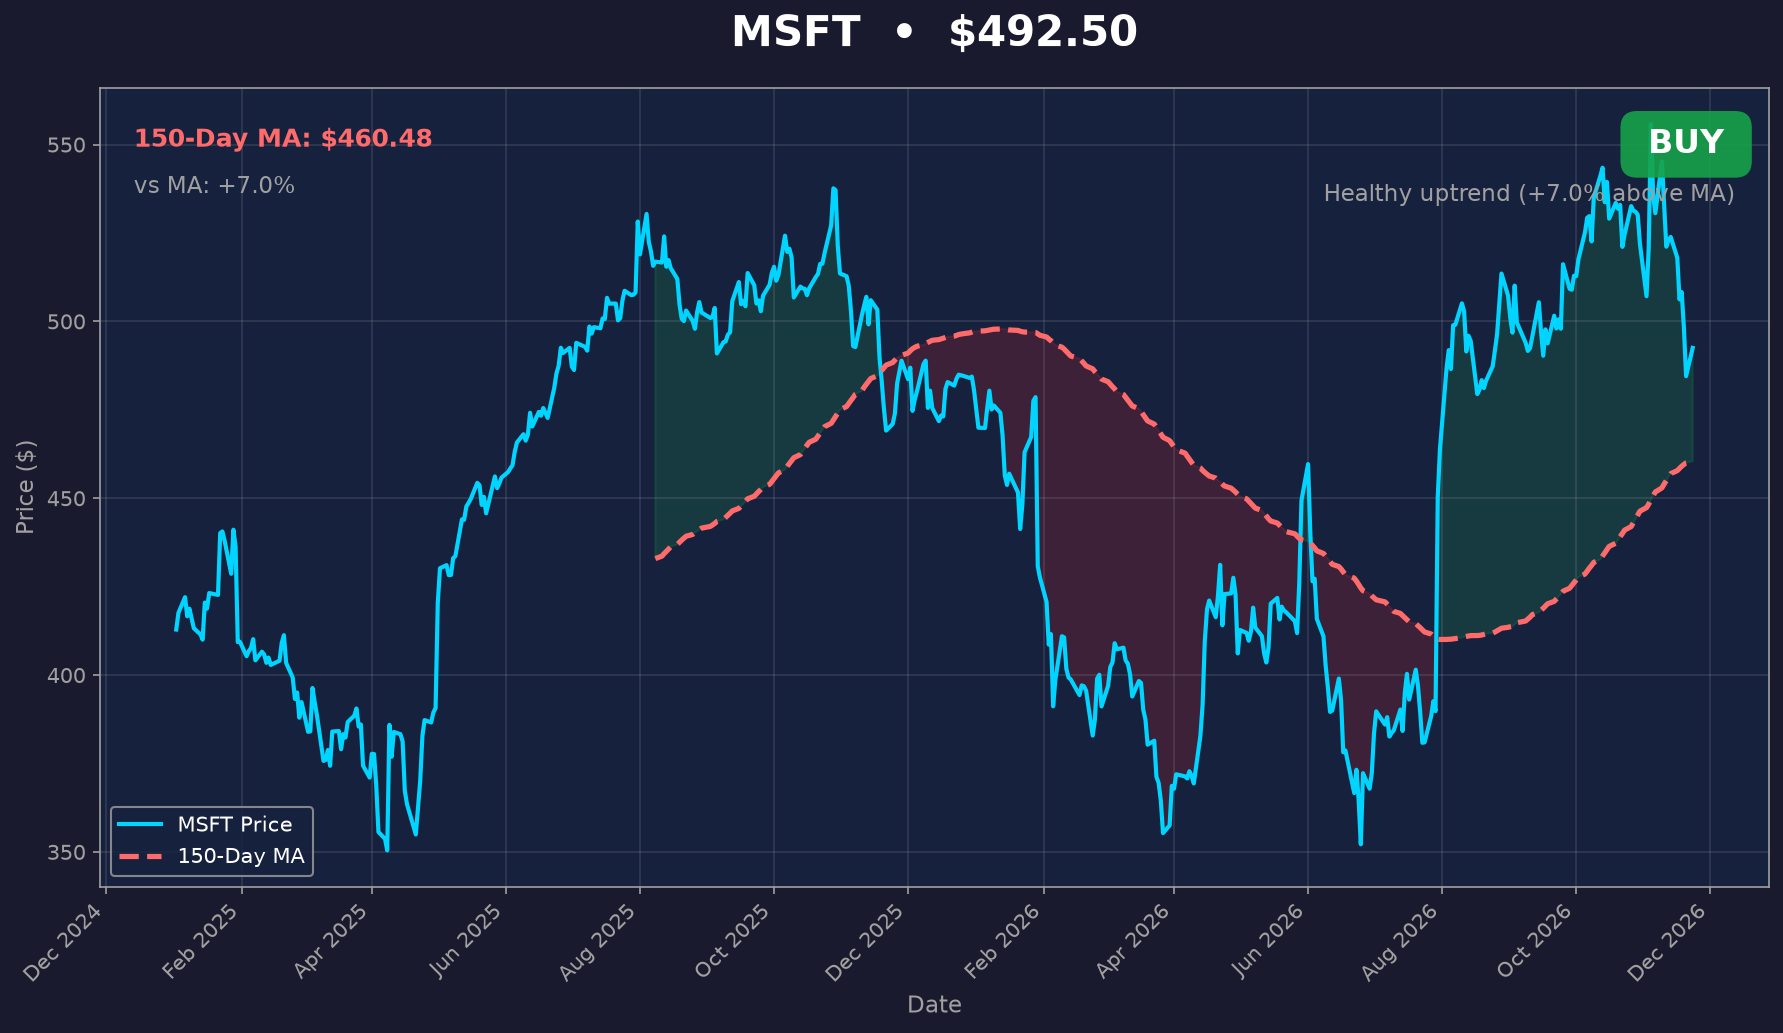 MSFT • $492.50
150-Day MA: $460.48
vs MA: +7.0%
BUY
Healthy uptrend (+7.0% above MA)
Price ($)
550
500
450
400
350
MSFT Price
150-Day MA
Dec 2024
Feb 2025
Apr 2025
Jun 2025
Aug 2025
Oct 2025
Dec 2025
Feb 2026
Apr 2026
Jun 2026
Aug 2026
Oct 2026
Dec 2026
Date